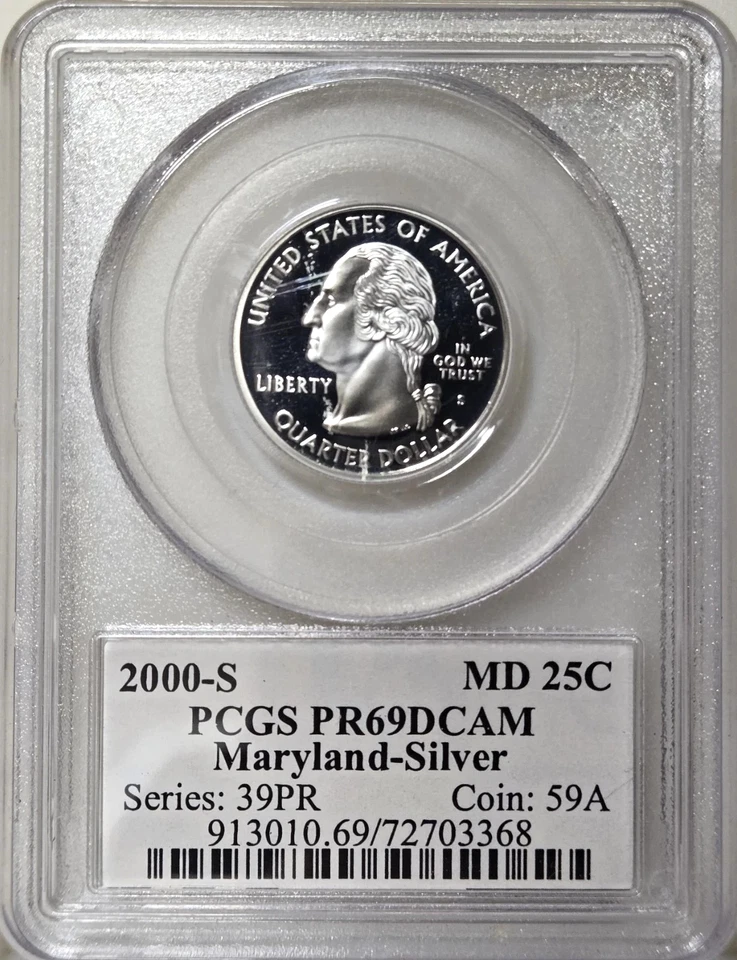 UNITED STATES OF AMERICA
IN
GOD WE
TRUST
LIBERTY
S
QUARTER DOLLAR
2000-S MD 25C
PCGS PR69DCAM
Maryland-Silver
Series: 39PR Coin: 59A
913010.69/72703368